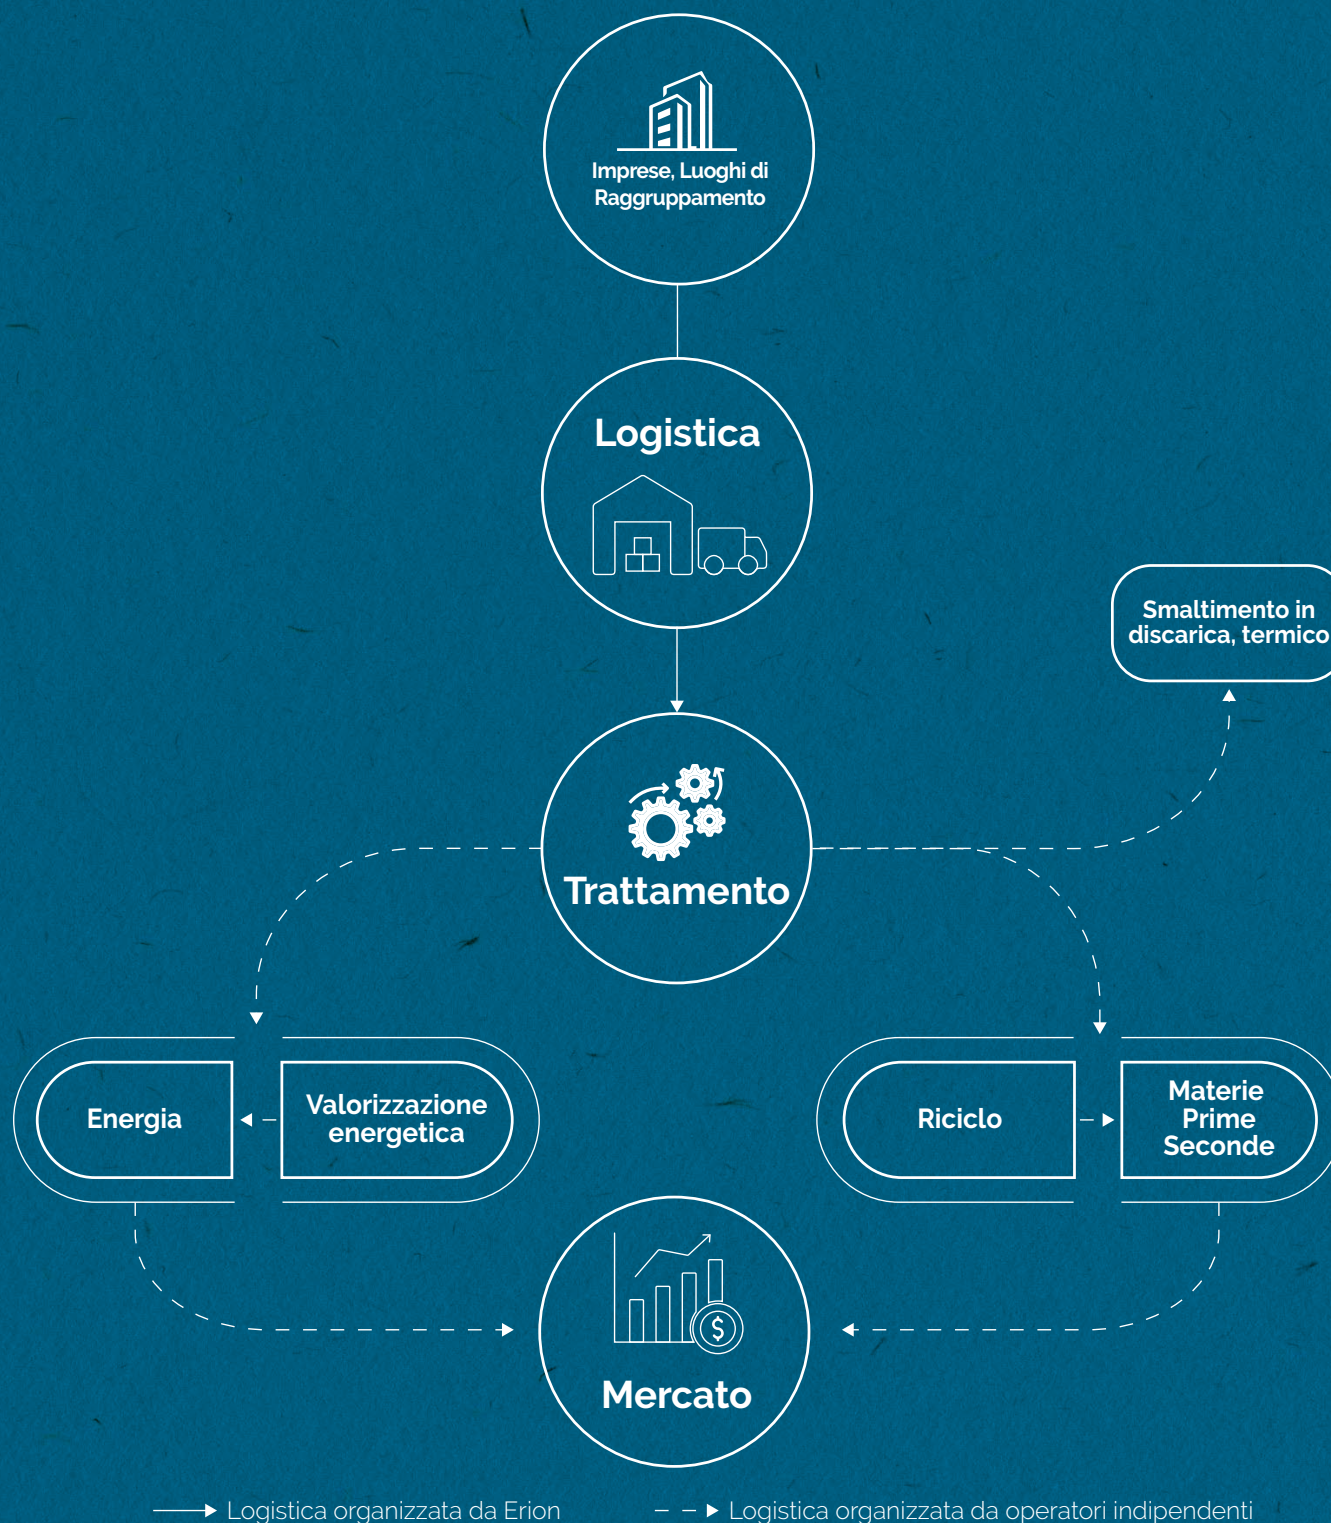 Imprese, Luoghi di
Raggruppamento
Logistica
Smaltimento in
discarica, termico
Trattamento
Energia
Valorizzazione
energetica
Riciclo
Materie
Prime
Seconde
$
Mercato
Logistica organizzata da Erion
Logistica organizzata da operatori indipendenti